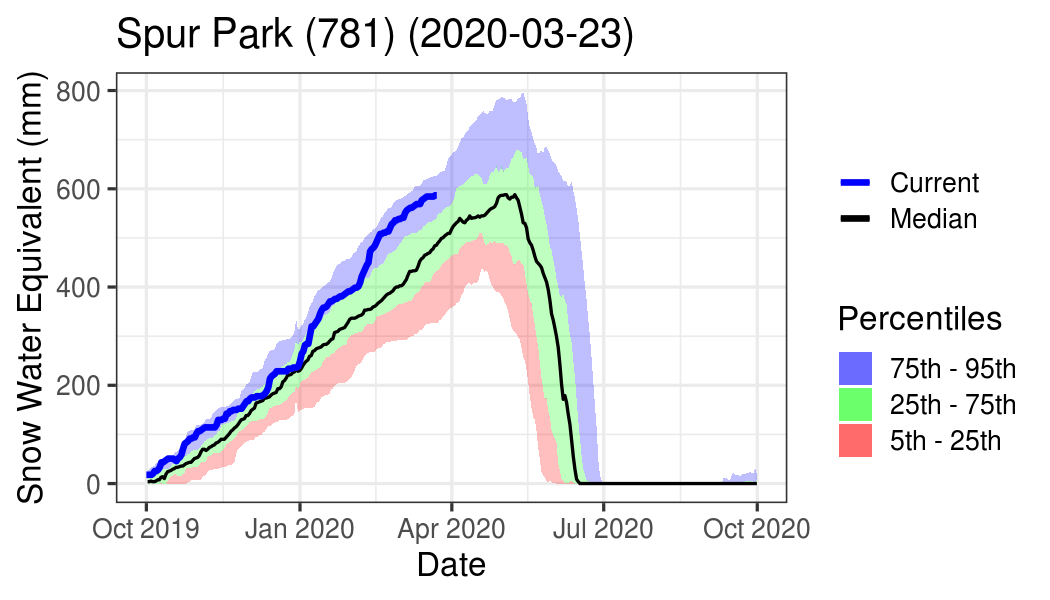 Spur Park (781) (2020-03-23)
Snow Water Equivalent (mm)
800
600
400
200
0
Oct 2019
Jan 2020
Apr 2020
Jul 2020
Oct 2020
Date
Current
Median
Percentiles
75th - 95th
25th - 75th
5th - 25th